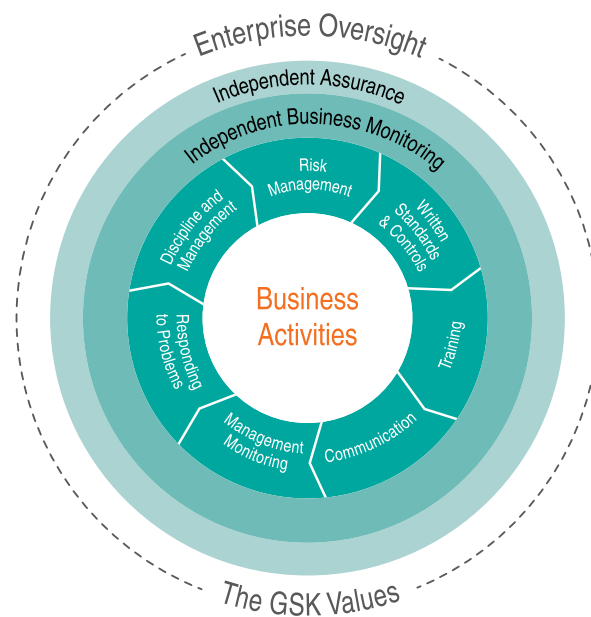 Enterprise Oversight
Independent Assurance
Independent Business Monitoring
Risk
Management
Written
Standards
& Controls
Training
Communication
Management
Monitoring
Responding
to Problems
Discipline and
Management
Business
Activities
The GSK Values